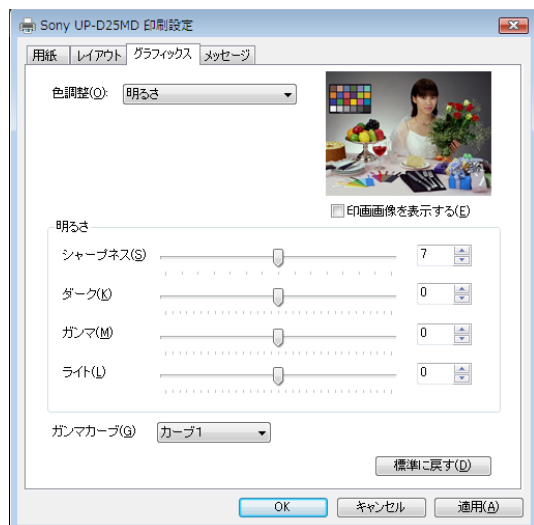 Sony UP-D25MD 印刷設定
用紙 レイアウト グラフィックス メッセージ
色調整(O): 明るさ
印画画像を表示する(E)
明るさ
シャープネス(S) 7
ダーク(K) 0
ガンマ(M) 0
ライト(L) 0
ガンマカーブ(G) カーブ1
標準に戻す(D)
OK キャンセル 適用(A)